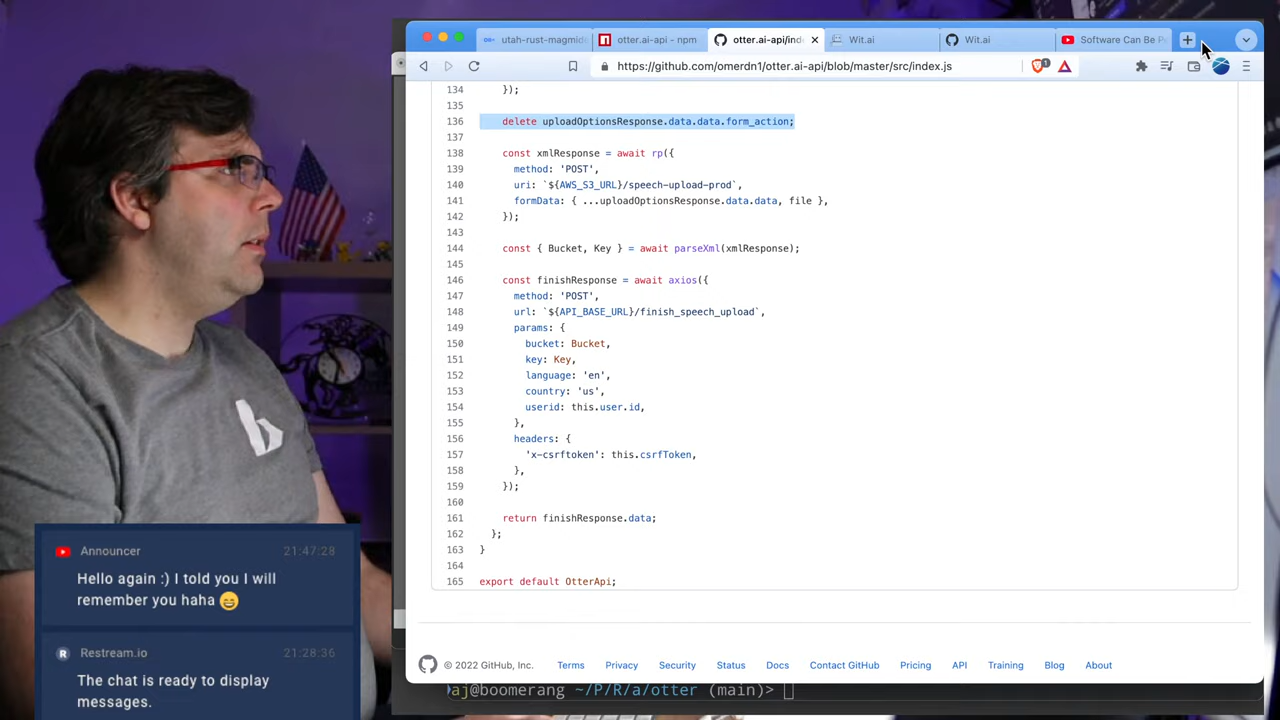 utah-rust-magmid
otter.ai-api - npm
otter.ai-api/ind
Wit.ai
Wit.ai
Software Can Be P
https://github.com/omerdn1/otter.ai-api/blob/master/src/index.js
134 });
135
136 delete uploadOptionsResponse.data.data.form_action;
137
138 const xmlResponse = await rp({
139 method: 'POST',
140 uri: `${AWS_S3_URL}/speech-upload-prod`,
141 formData: { ...uploadOptionsResponse.data.data, file },
142 });
143
144 const { Bucket, Key } = await parseXml(xmlResponse);
145
146 const finishResponse = await axios({
147 method: 'POST',
148 url: `${API_BASE_URL}/finish_speech_upload`,
149 params: {
150 bucket: Bucket,
151 key: Key,
152 language: 'en',
153 country: 'us',
154 userid: this.user.id,
155 },
156 headers: {
157 'x-csrftoken': this.csrfToken,
158 },
159 });
160
161 return finishResponse.data;
162 };
163 }
164
165 export default OtterApi;
© 2022 GitHub, Inc. Terms Privacy Security Status Docs Contact GitHub Pricing API Training Blog About
aj@boomerang ~/P/R/a/otter (main)>
Announcer 21:47:28
Hello again :) I told you I will
remember you haha 😄
Restream.io 21:28:36
The chat is ready to display
messages.